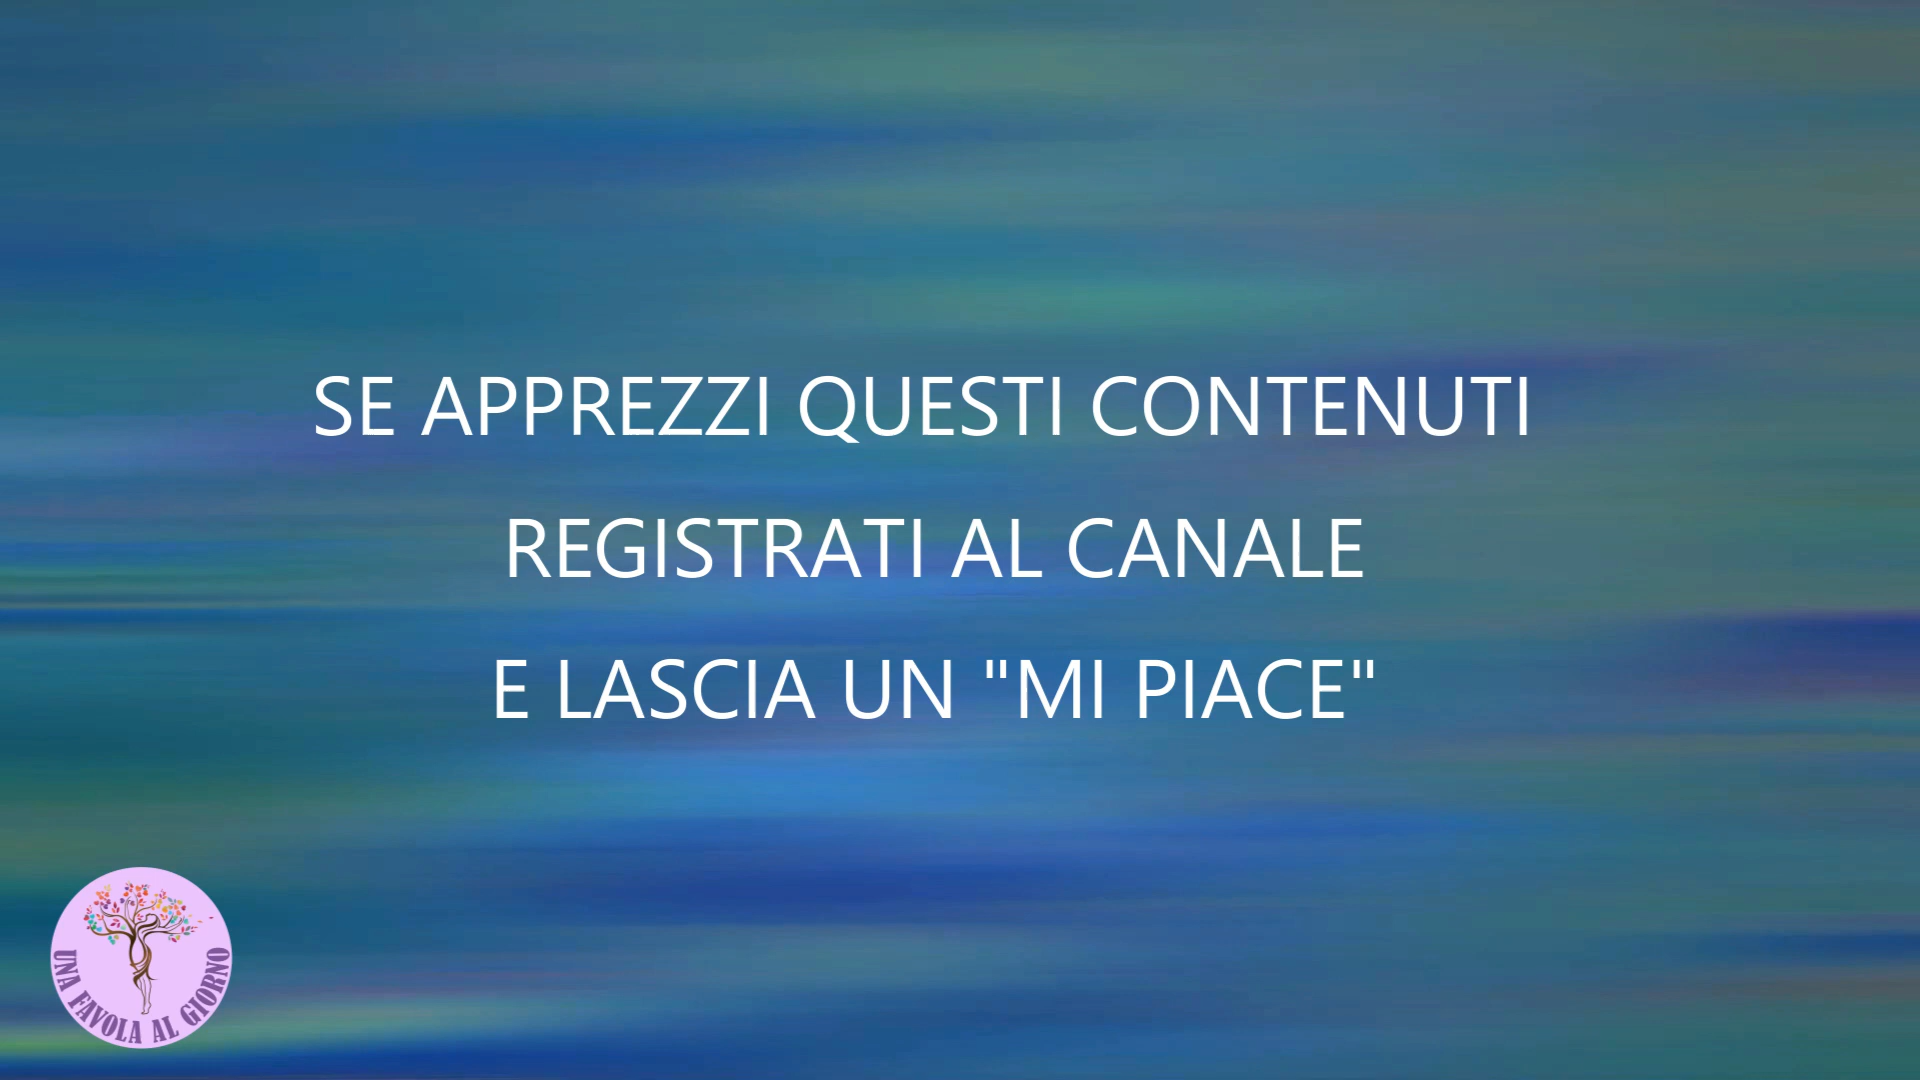 SE APPREZZI QUESTI CONTENUTI
REGISTRATI AL CANALE
E LASCIA UN "MI PIACE"
UNA FAVOLA AL GIORNO